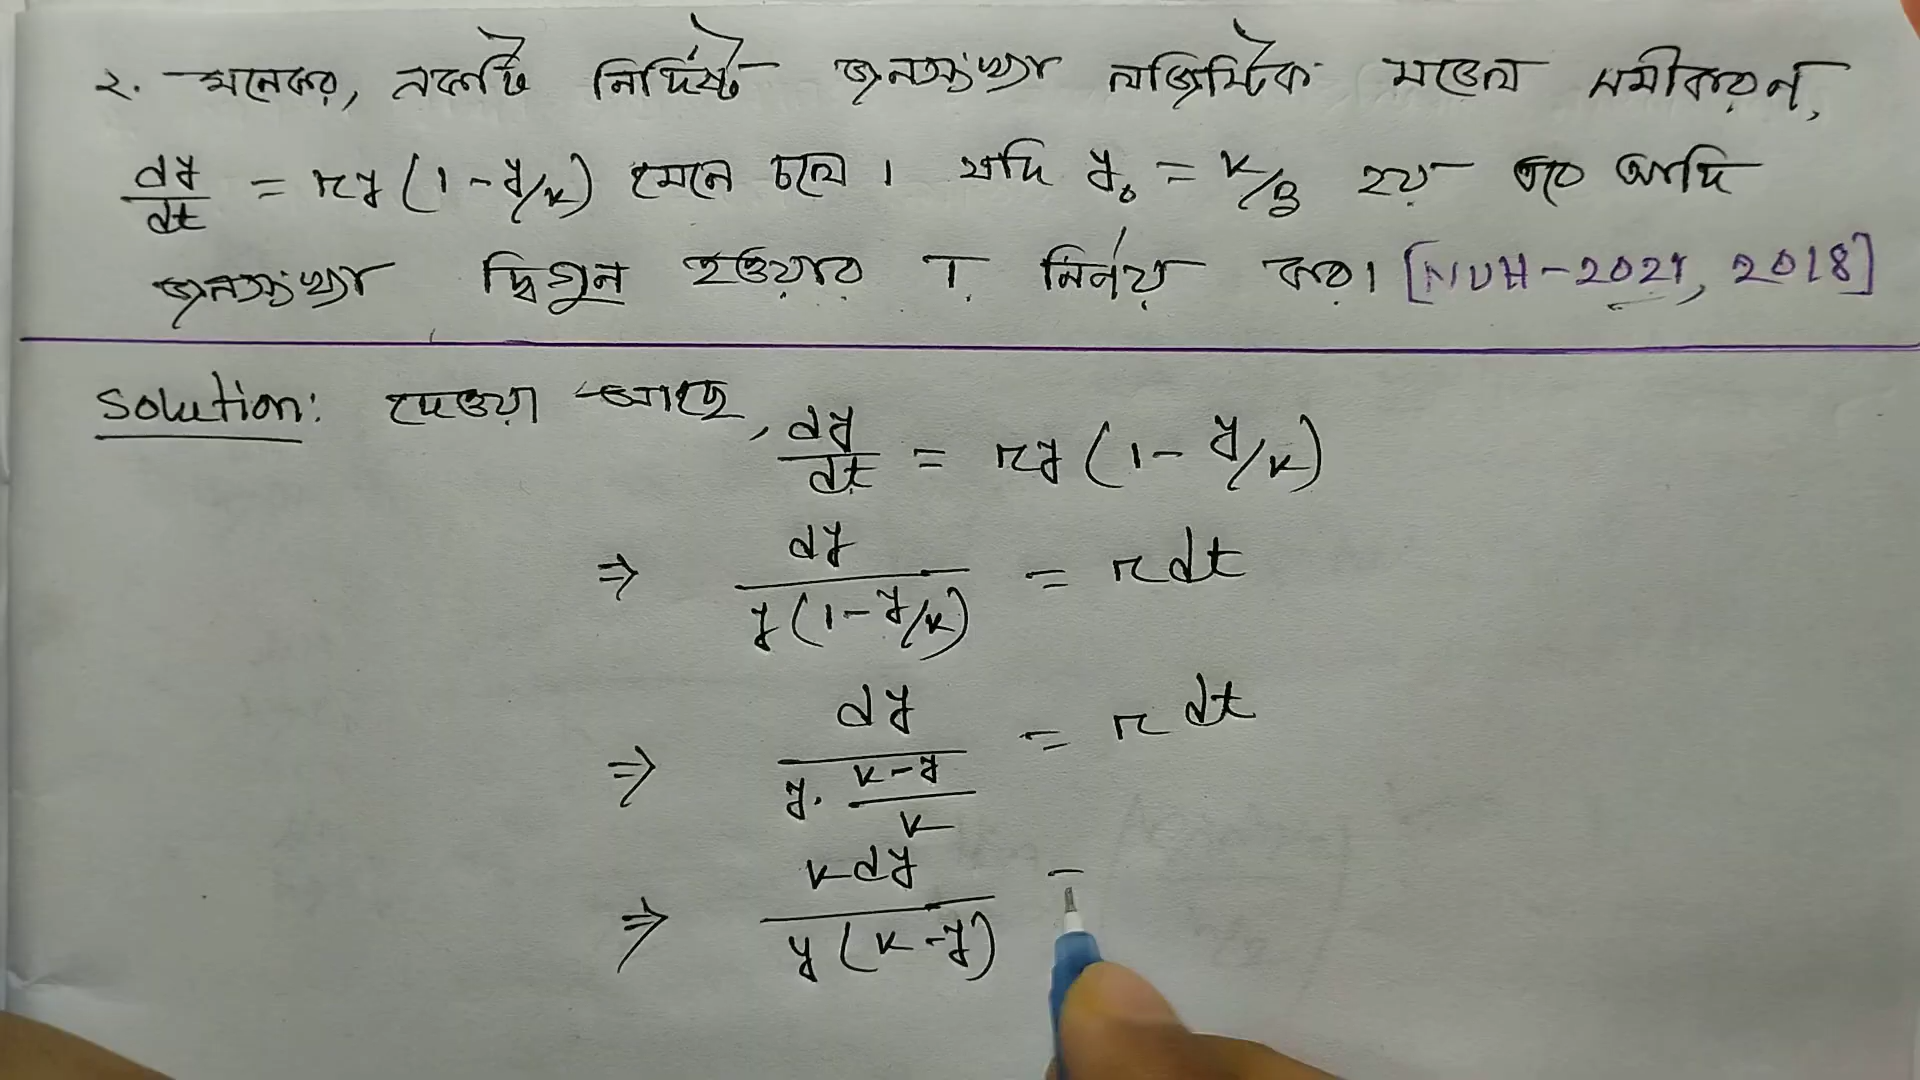 ২. মনেকর, একটি নির্দিষ্ট জনসংখ্যা লজিস্টিক মডেল সমীকরণ,
dy/dt = ry (1 - y/k) মেনে চলে। যদি y₀ = k/3 হয় তবে আদি
জনসংখ্যা দ্বিগুন হওয়ার T নির্ণয় কর। [NUH-2021, 2018]
Solution: দেওয়া আছে, dy/dt = ry (1 - y/k)
⇒ dy / y(1 - y/k) = r dt
⇒ dy / y. (k-y)/k = r dt
⇒ k dy / y(k-y) -